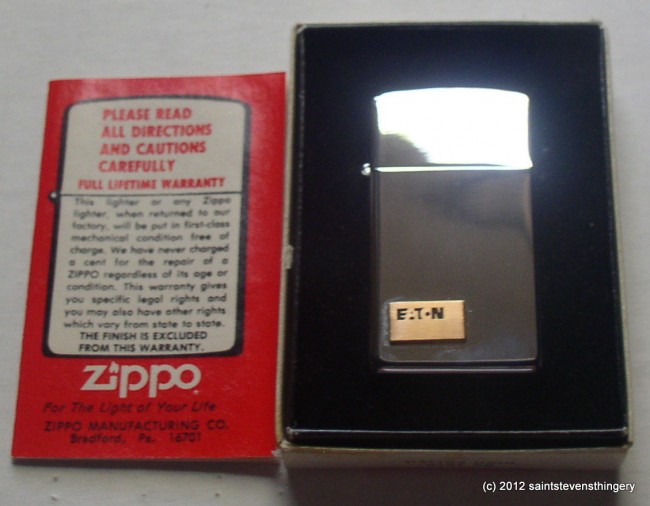 PLEASE READ
ALL DIRECTIONS
AND CAUTIONS
CAREFULLY
FULL LIFETIME WARRANTY
This lighter or any Zippo
lighter, when returned to our
factory, will be put in first-class
mechanical condition free of
charge. We have never charged
a cent for the repair of a
ZIPPO regardless of its age or
condition. This warranty gives
you specific legal rights and
you may also have other rights
which vary from state to state.
THE FINISH IS EXCLUDED
FROM THIS WARRANTY.
Zippo
For The Light of Your Life
ZIPPO MANUFACTURING CO.
Bradford, Pa. 16701
E·T·N
(c) 2012 saintstevensthingery